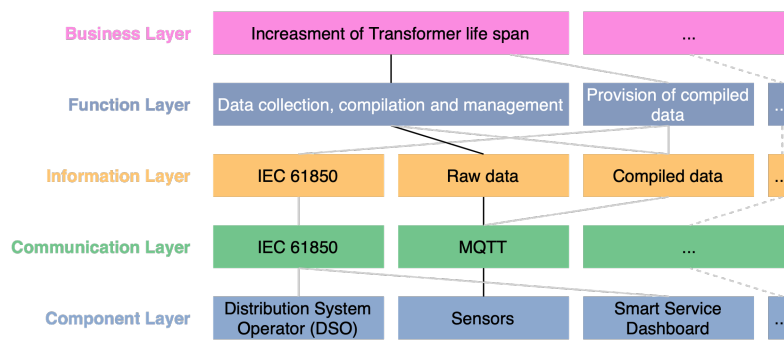 Business Layer
Increasment of Transformer life span
...
Function Layer
Data collection, compilation and management
Provision of compiled
data
...
Information Layer
IEC 61850
Raw data
Compiled data
...
Communication Layer
IEC 61850
MQTT
...
Component Layer
Distribution System
Operator (DSO)
Sensors
Smart Service
Dashboard
...